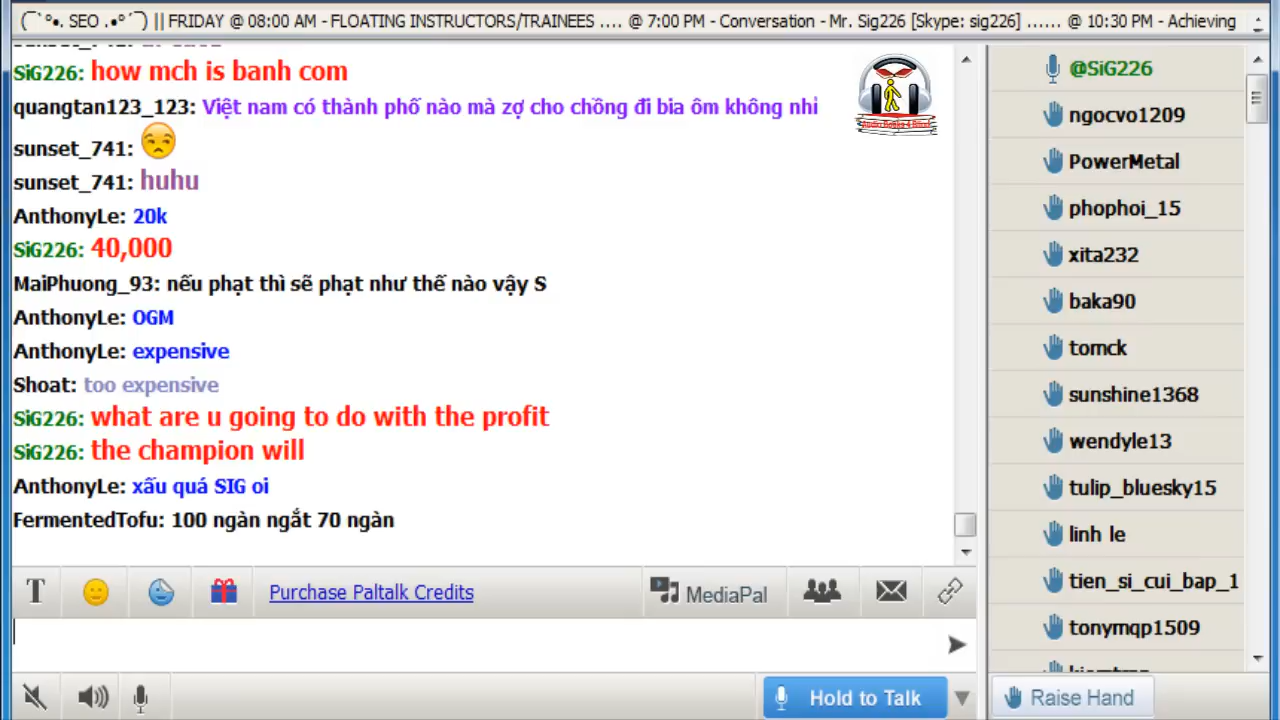 (¯`°•. SEO .•°´¯) || FRIDAY @ 08:00 AM - FLOATING INSTRUCTORS/TRAINEES .... @ 7:00 PM - Conversation - Mr. Sig226 [Skype: sig226] ...... @ 10:30 PM - Achieving
SiG226: how mch is banh com
quangtan123_123: Việt nam có thành phố nào mà zợ cho chồng đi bia ôm không nhỉ
sunset_741:
sunset_741: huhu
AnthonyLe: 20k
SiG226: 40,000
MaiPhuong_93: nếu phạt thì sẽ phạt như thế nào vậy S
AnthonyLe: OGM
AnthonyLe: expensive
Shoat: too expensive
SiG226: what are u going to do with the profit
SiG226: the champion will
AnthonyLe: xấu quá SIG oi
FermentedTofu: 100 ngàn ngắt 70 ngàn
T
Purchase Paltalk Credits
MediaPal
Hold to Talk
@SiG226
ngocvo1209
PowerMetal
phophoi_15
xita232
baka90
tomck
sunshine1368
wendyle13
tulip_bluesky15
linh le
tien_si_cui_bap_1
tonymqp1509
Raise Hand